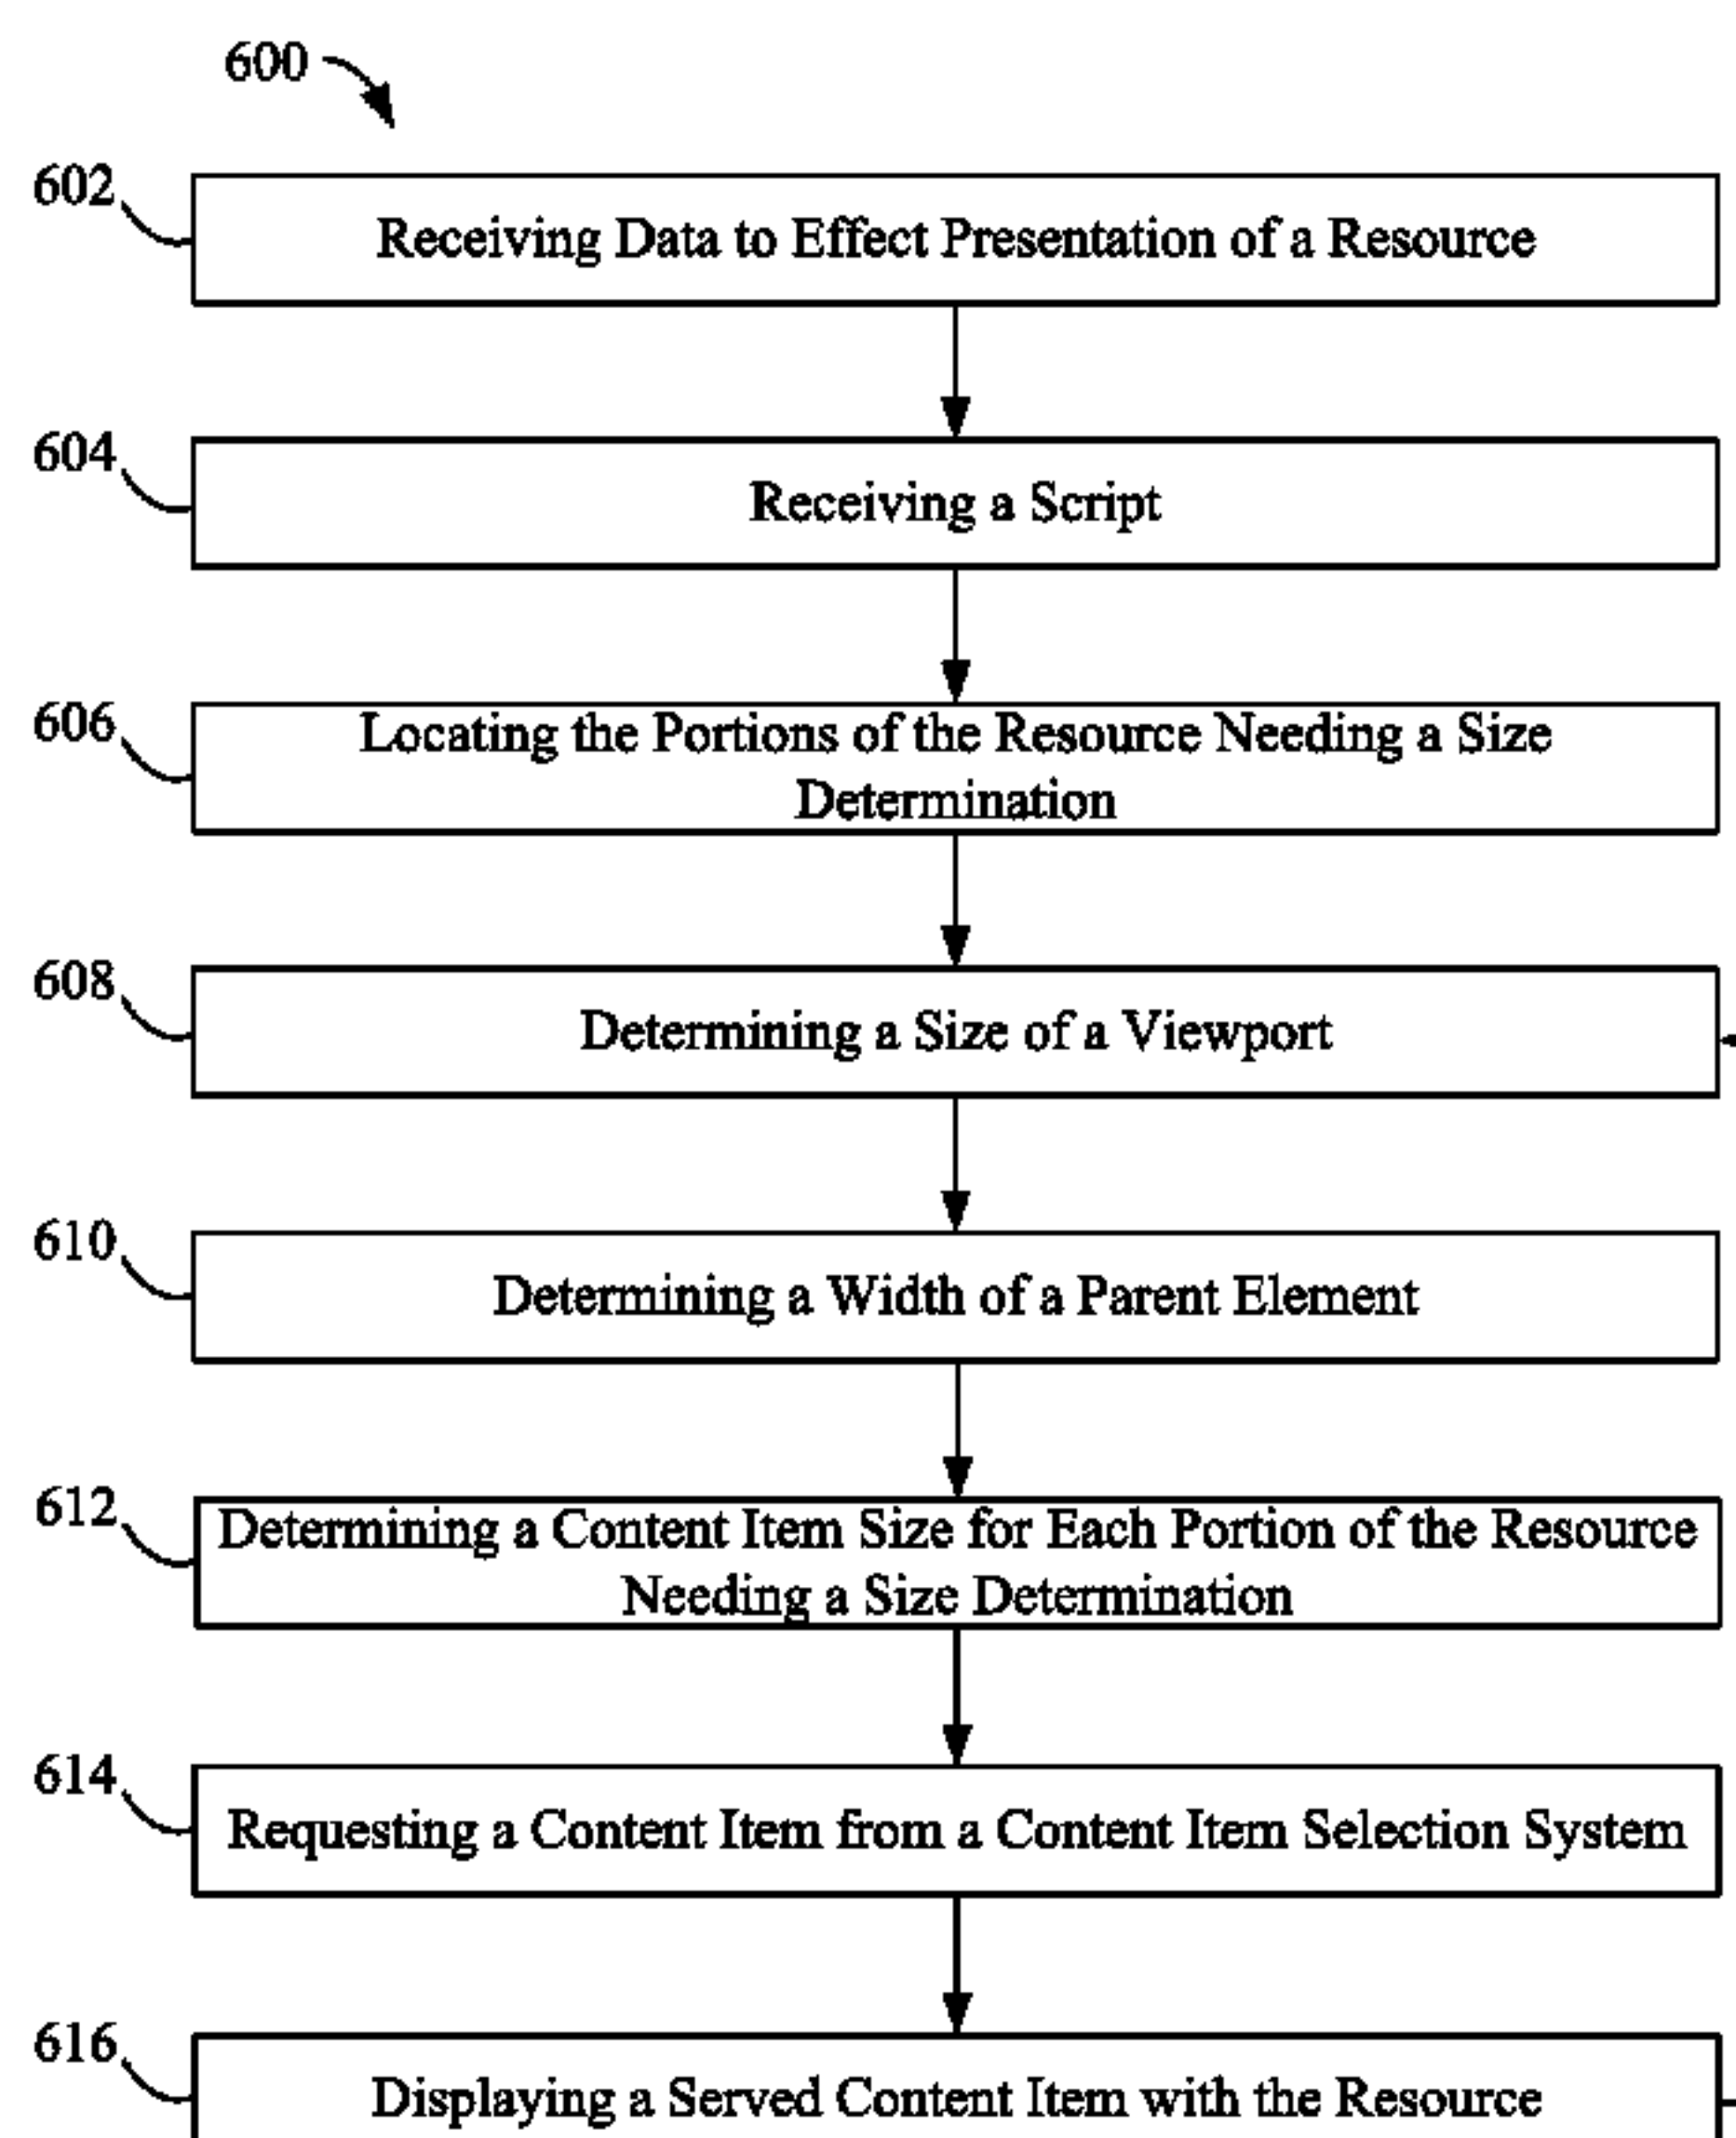 600
602
Receiving Data to Effect Presentation of a Resource
604
Receiving a Script
606
Locating the Portions of the Resource Needing a Size
Determination
608
Determining a Size of a Viewport
610
Determining a Width of a Parent Element
612
Determining a Content Item Size for Each Portion of the Resource
Needing a Size Determination
614
Requesting a Content Item from a Content Item Selection System
616
Displaying a Served Content Item with the Resource